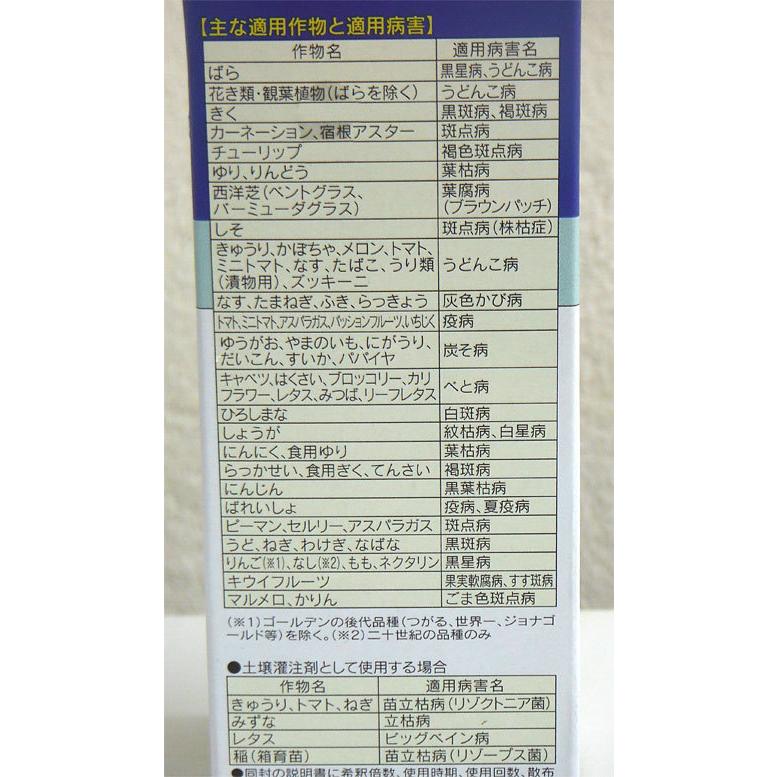 【主な適用作物と適用病害】
作物名 適用病害名
ばら 黒星病、うどんこ病
花き類・観葉植物(ばらを除く) うどんこ病
きく 黒斑病、褐斑病
カーネーション、宿根アスター 斑点病
チューリップ 褐色斑点病
ゆり、りんどう 葉枯病
西洋芝(ベントグラス、
バーミューダグラス) 葉腐病
(ブラウンパッチ)
しそ 斑点病(株枯症)
きゅうり、かぼちゃ、メロン、トマト、
ミニトマト、なす、たばこ、うり類
(漬物用)、ズッキーニ うどんこ病
なす、たまねぎ、ふき、らっきょう 灰色かび病
トマト、ミニトマト、アスパラガス、パッションフルーツ、いちじく 疫病
ゆうがお、やまのいも、にがうり、
だいこん、すいか、パパイヤ 炭そ病
キャベツ、はくさい、ブロッコリー、カリ
フラワー、レタス、みつば、リーフレタス べと病
ひろしまな 白斑病
しょうが 紋枯病、白星病
にんにく、食用ゆり 葉枯病
らっかせい、食用ぎく、てんさい 褐斑病
にんじん 黒葉枯病
ばれいしょ 疫病、夏疫病
ピーマン、セルリー、アスパラガス 斑点病
うど、ねぎ、わけぎ、なばな 黒斑病
りんご(※1)、なし(※2)、もも、ネクタリン 黒星病
キウイフルーツ 果実軟腐病、すす斑病
マルメロ、かりん ごま色斑点病
(※1)ゴールデンの後代品種(つがる、世界一、ジョナゴ
ールド等)を除く。(※2)二十世紀の品種のみ
●土壌灌注剤として使用する場合
作物名 適用病害名
きゅうり、トマト、ねぎ 苗立枯病(リゾクトニア菌)
みずな 立枯病
レタス ビッグベイン病
稲(箱育苗) 苗立枯病(リゾープス菌)
●同封の説明書に希釈倍数、使用時期、使用回数、散布